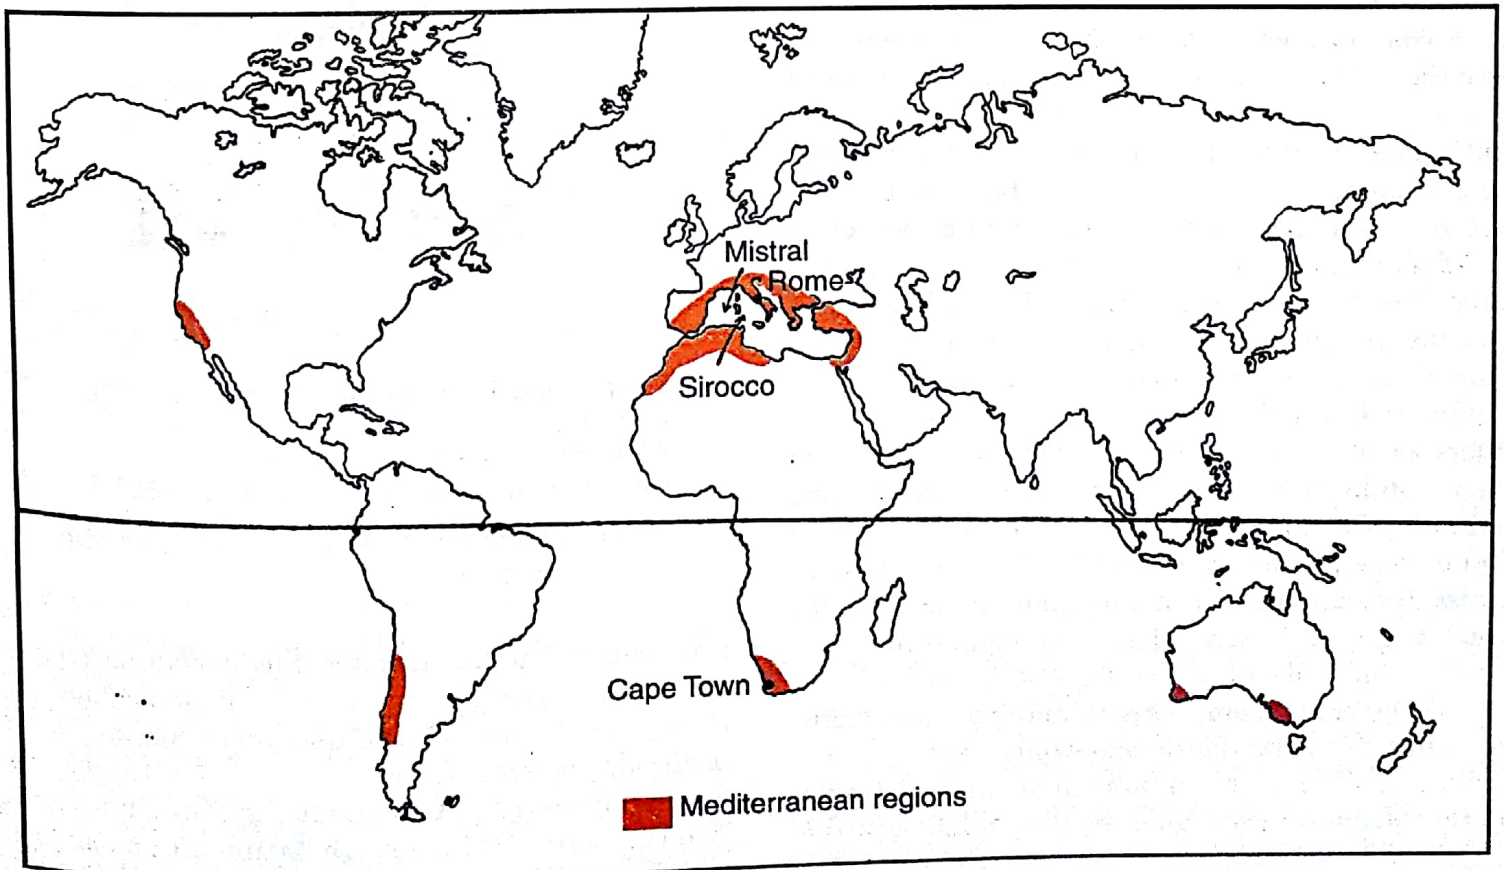 Mistral
Rome
Sirocco
Cape Town
Mediterranean regions